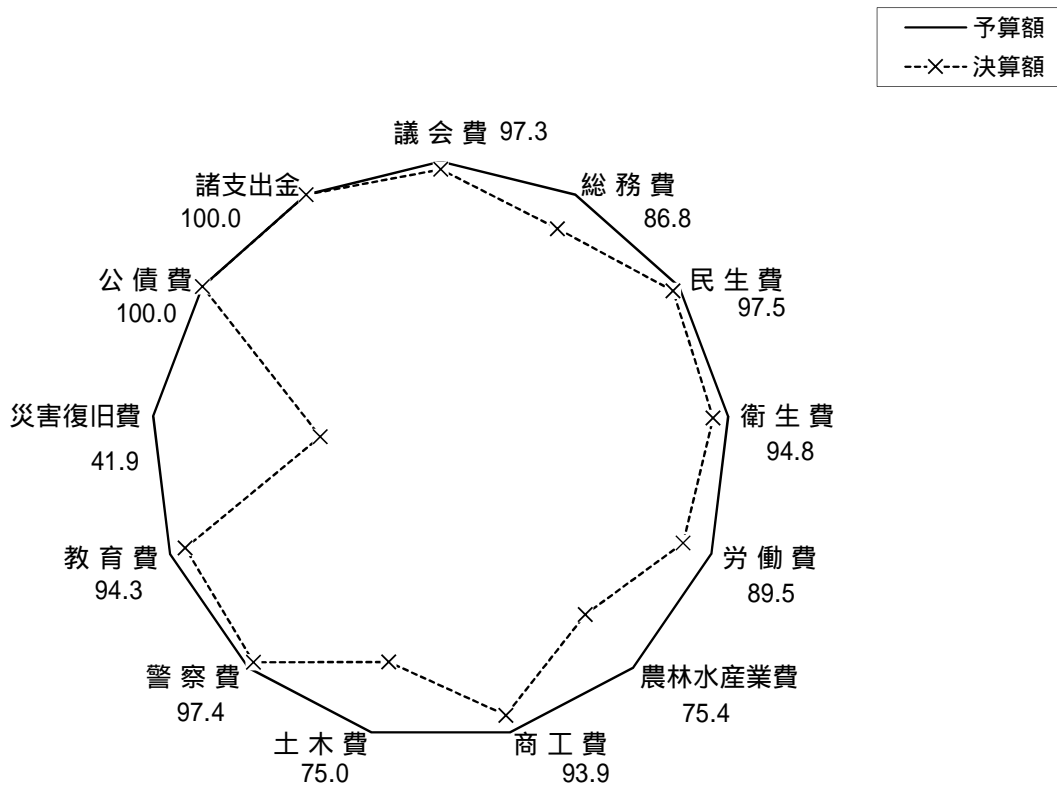 予算額
決算額
議会費 97.3
総務費
86.8
民生費
97.5
衛生費
94.8
労働費
89.5
農林水産業費
75.4
商工費
93.9
土木費
75.0
警察費
97.4
教育費
94.3
災害復旧費
41.9
公債費
100.0
諸支出金
100.0